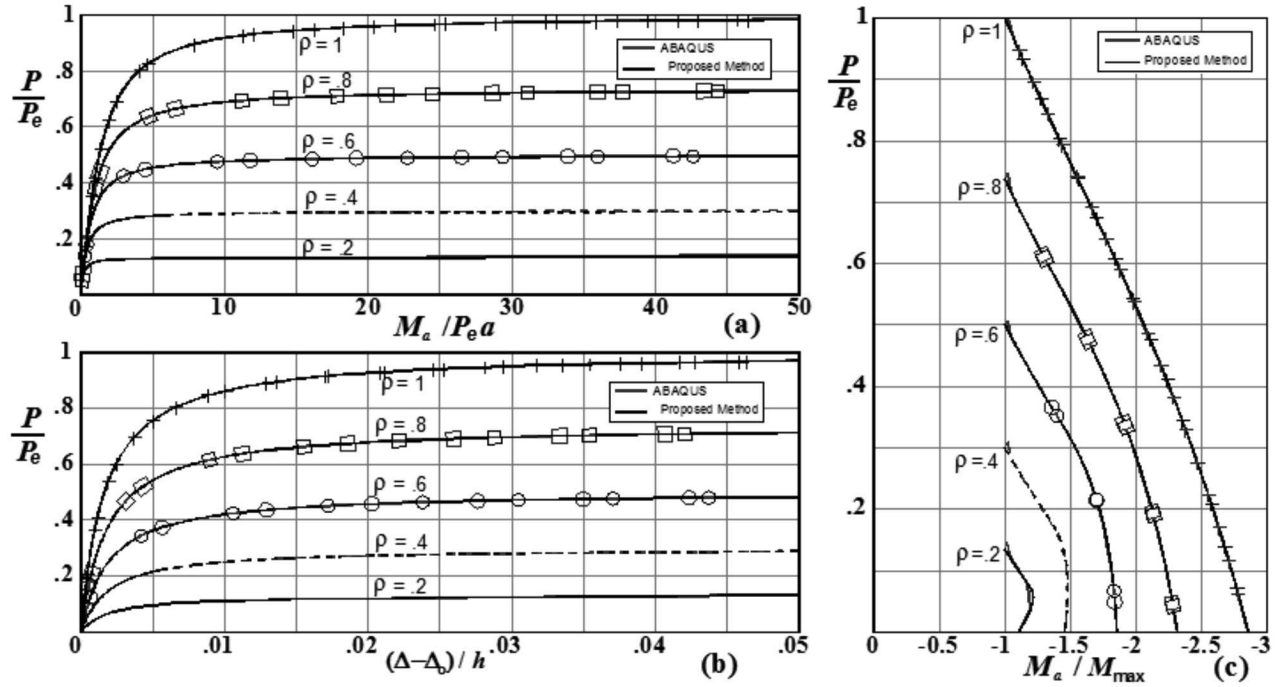 1
.8
.6
.4
.2
P
Pe
ρ = 1
ρ = .8
ρ = .6
ρ = .4
ρ = .2
ABAQUS
Proposed Method
0 10 20 30 40 50
Ma /Pe a
(a)
1
.8
.6
.4
.2
P
Pe
ρ = 1
ρ = .8
ρ = .6
ρ = .4
ρ = .2
ABAQUS
Proposed Method
0 .01 .02 .03 .04 .05
(Δ-Δo)/ h
(b)
1
.8
.6
.4
.2
P
Pe
ρ = 1
ρ=.8
ρ=.6
ρ=.4
ρ=.2
ABAQUS
Proposed Method
0 -0.5 -1 -1.5 -2 -2.5 -3
Ma / Mmax
(c)